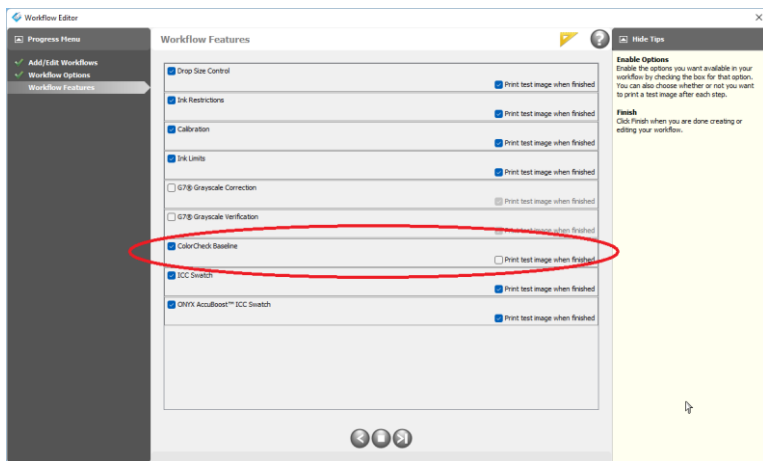 Workflow Editor
Progress Menu
Add/Edit Workflows
Workflow Options
Workflow Features
Workflow Features
Drop Size Control
Print test image when finished
Ink Restrictions
Print test image when finished
Calibration
Print test image when finished
Ink Limits
Print test image when finished
G7® Grayscale Correction
Print test image when finished
G7® Grayscale Verification
Print test image when finished
ColorCheck Baseline
Print test image when finished
ICC Swatch
Print test image when finished
ONYX AccuBoost™ ICC Swatch
Print test image when finished
Hide Tips
Enable Options
Enable the options you want available in your
workflow by checking the box for that option.
You can also choose whether or not you want
to print a test image after each step.
Finish
Click Finish when you are done creating or
editing your workflow.